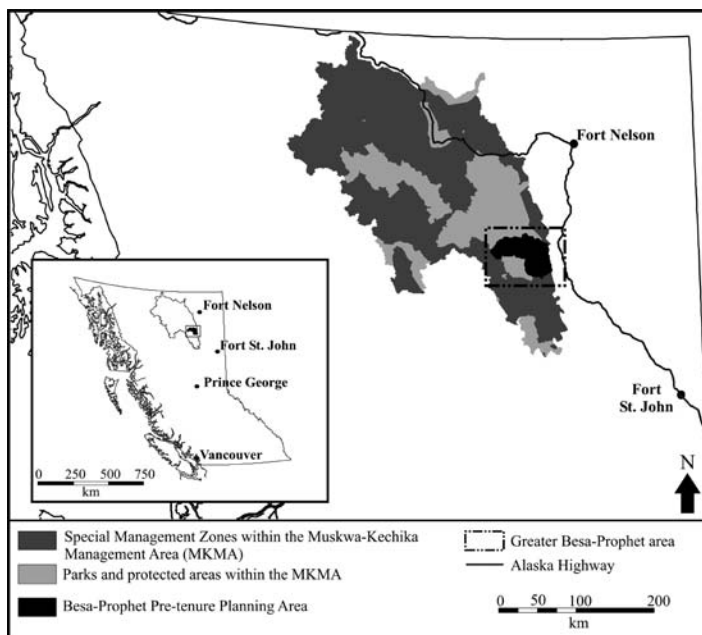 Fort Nelson
Fort
St. John
N
Fort Nelson
Fort St. John
Prince George
Vancouver
0 250 500 750
km
Special Management Zones within the Muskwa-Kechika
Management Area (MKMA)
Parks and protected areas within the MKMA
Besa-Prophet Pre-tenure Planning Area
Greater Besa-Prophet area
Alaska Highway
0 25 50 100 200
km